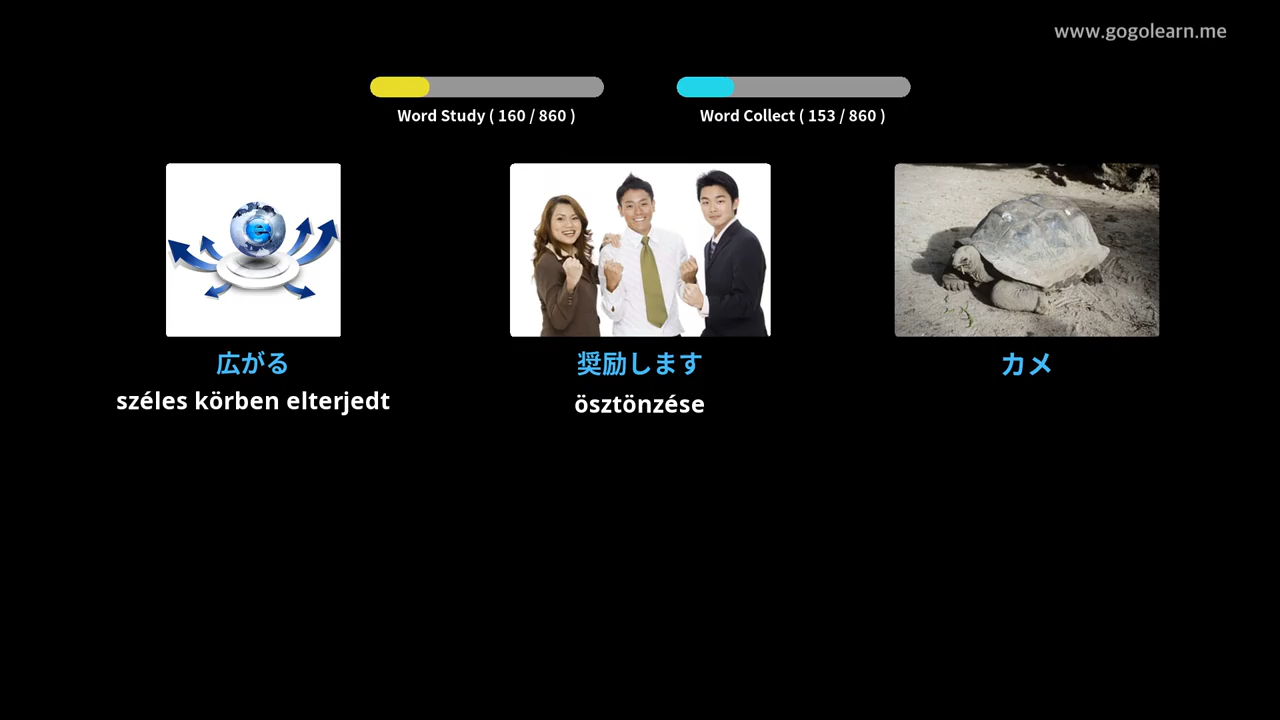 www.gogolearn.me
Word Study ( 160 / 860 )
Word Collect ( 153 / 860 )
e
広がる
奨励します
カメ
széles körben elterjedt
ösztönzése